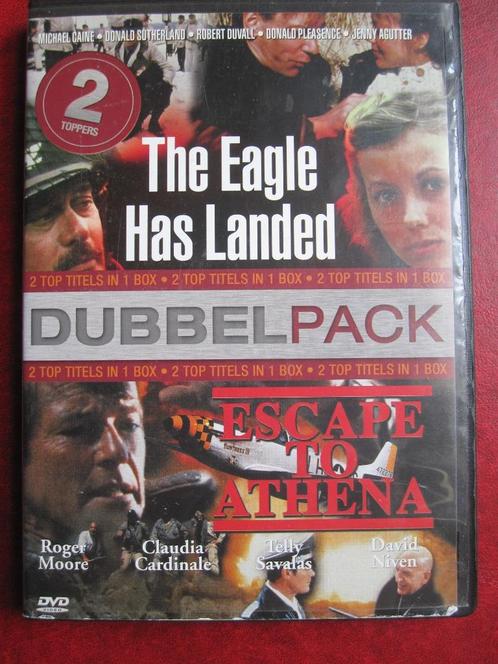 MICHAEL CAINE • DONALD SUTHERLAND • ROBERT DUVALL • DONALD PLEASENCE • JENNY AGUTTER
2
TOPPERS
The Eagle
Has Landed
2 TOP TITELS IN 1 BOX • 2 TOP TITELS IN 1 BOX • 2 TOP TITELS IN 1 BOX
DUBBELPACK
2 TOP TITELS IN 1 BOX • 2 TOP TITELS IN 1 BOX • 2 TOP TITELS IN 1 BOX
ESCAPE
TO
ATHENA
Roger Moore
Claudia Cardinale
Telly Savalas
David Niven
DVD
VIDEO